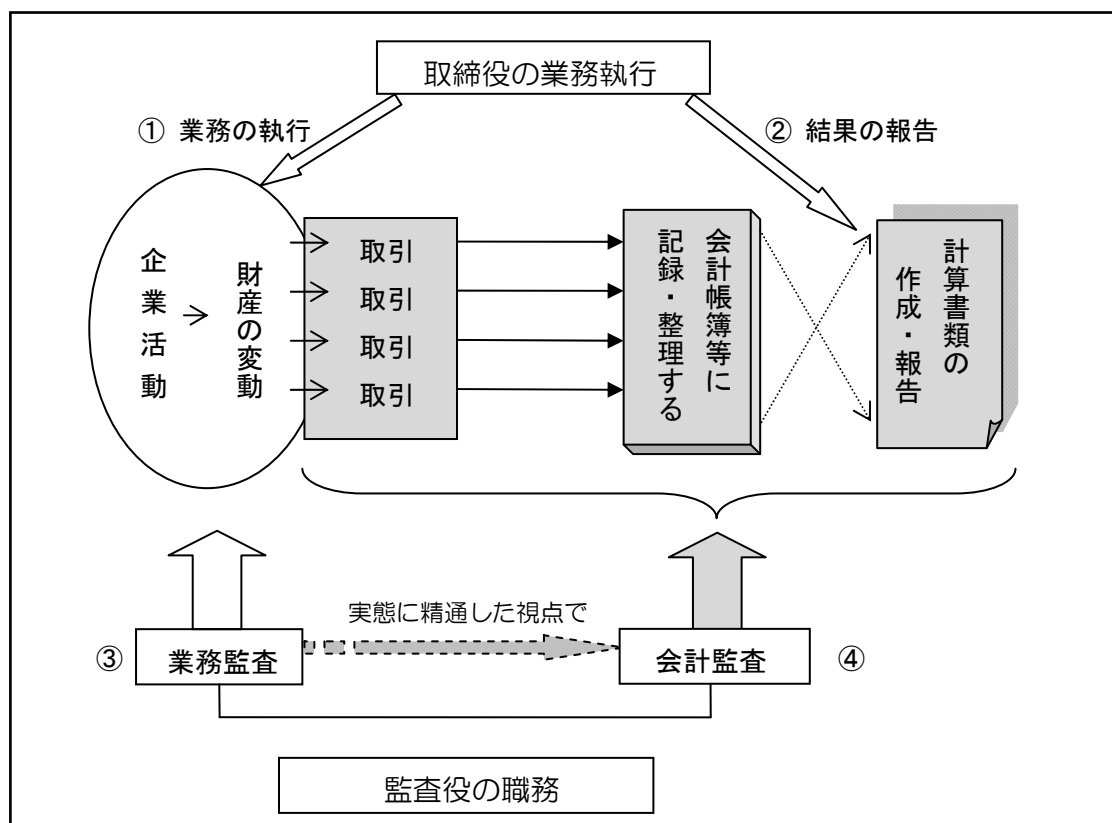 取締役の業務執行
① 業務の執行
② 結果の報告
企業活動
財産の変動
取引
取引
取引
取引
会計帳簿等に
記録・整理する
計算書類の
作成・報告
実態に精通した視点で
③
業務監査
会計監査
④
監査役の職務